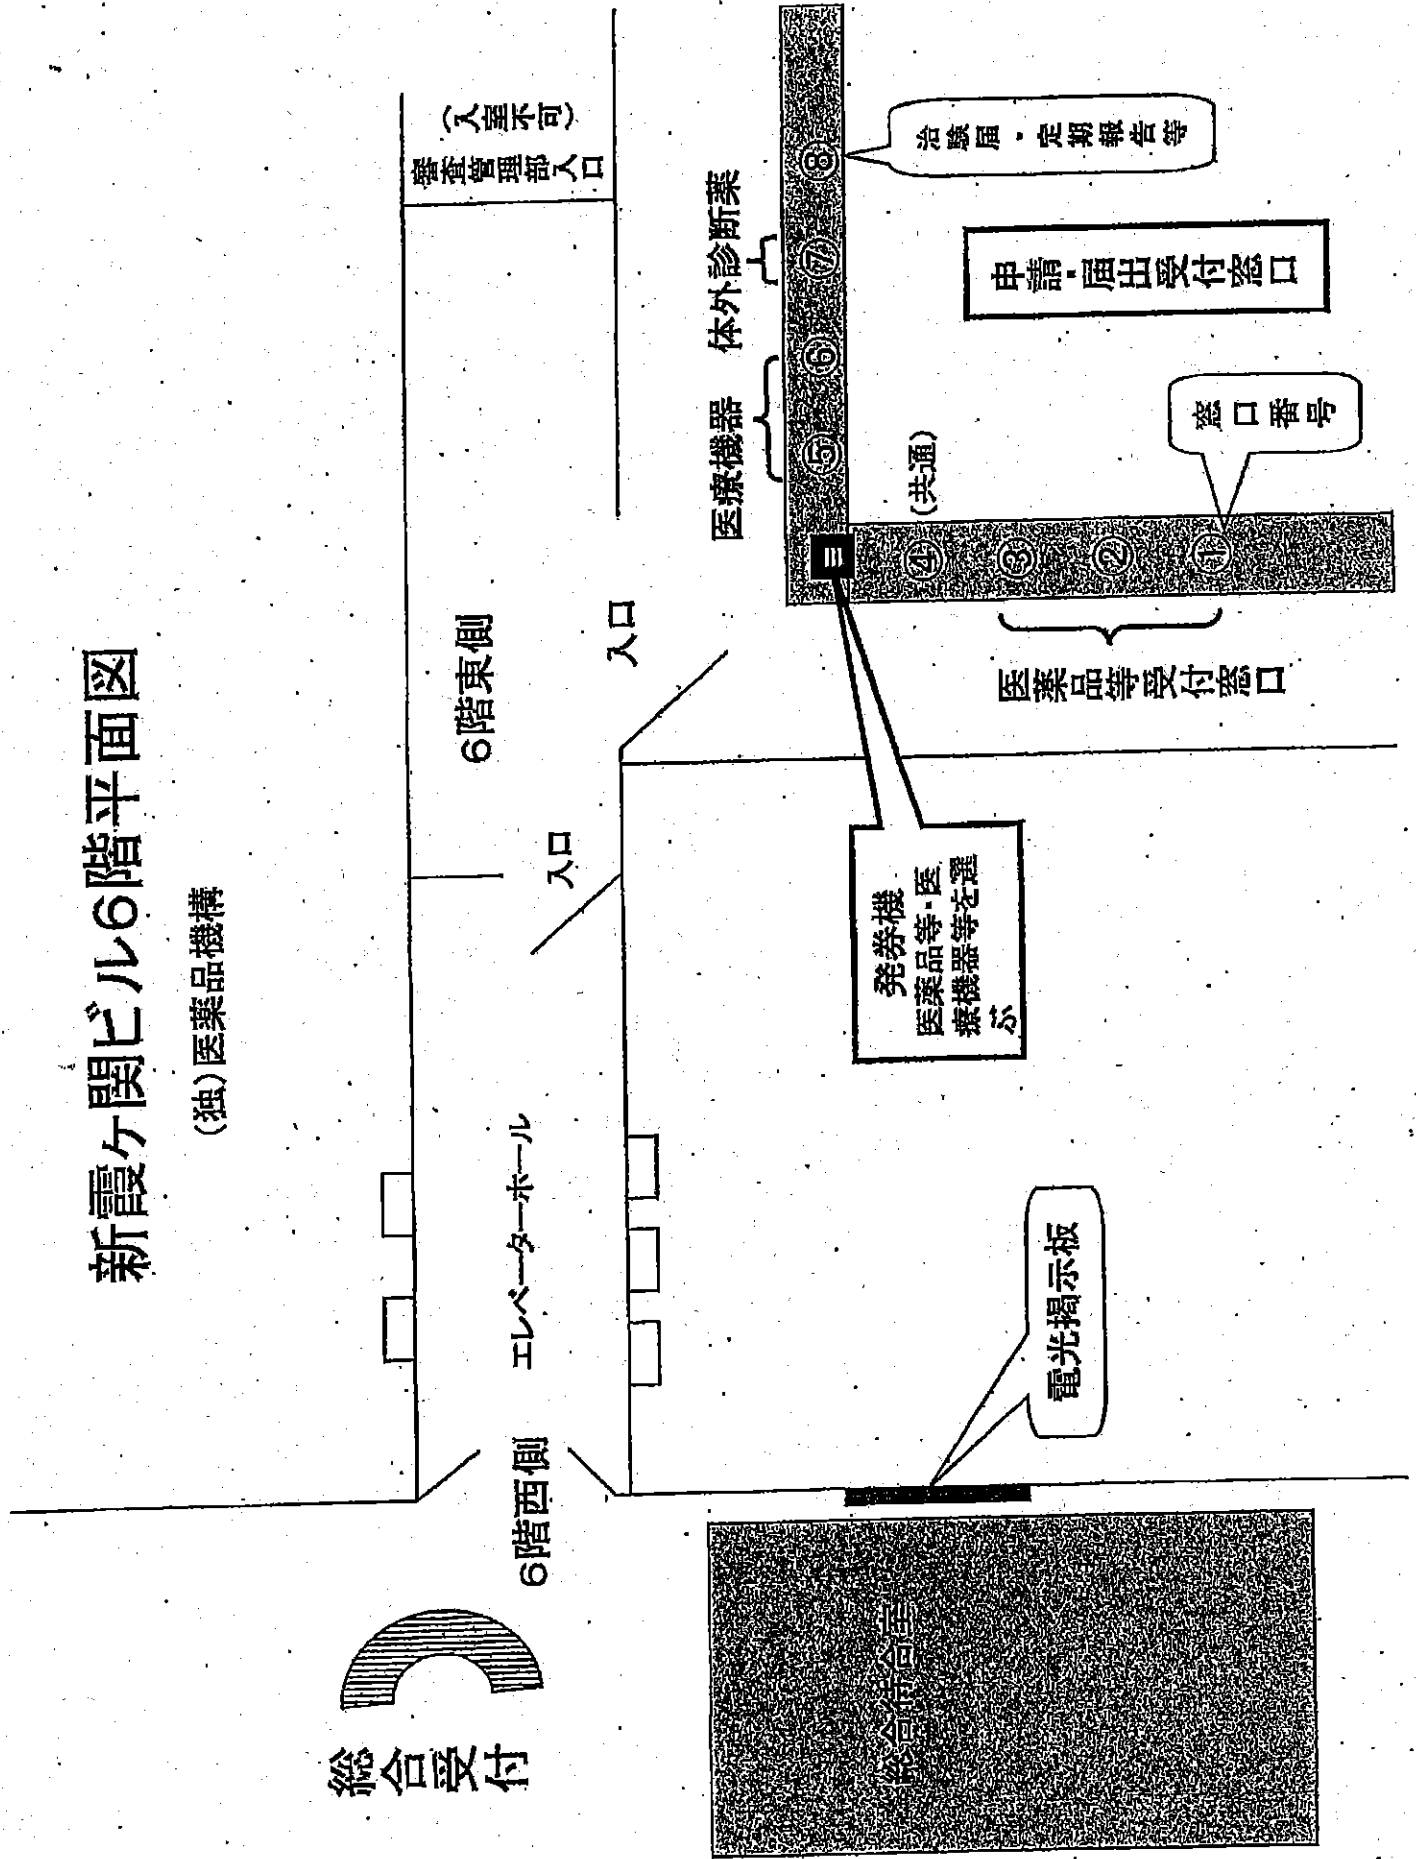 新霞ケ関ビル6階平面図
(独)医薬品機構
(入室不可)
審査管理部入口
総合受付
6階西側
エレベーターホール
入口
6階東側
入口
医療機器
体外診断薬
⑤
⑥
⑦
⑧
治験届・定期報告等
申請・届出受付窓口
④
③
②
①
(共通)
窓口番号
医薬品等受付窓口
発券機
医薬品等・医
療機器等を選
ぶ
電光掲示板
総合待合室